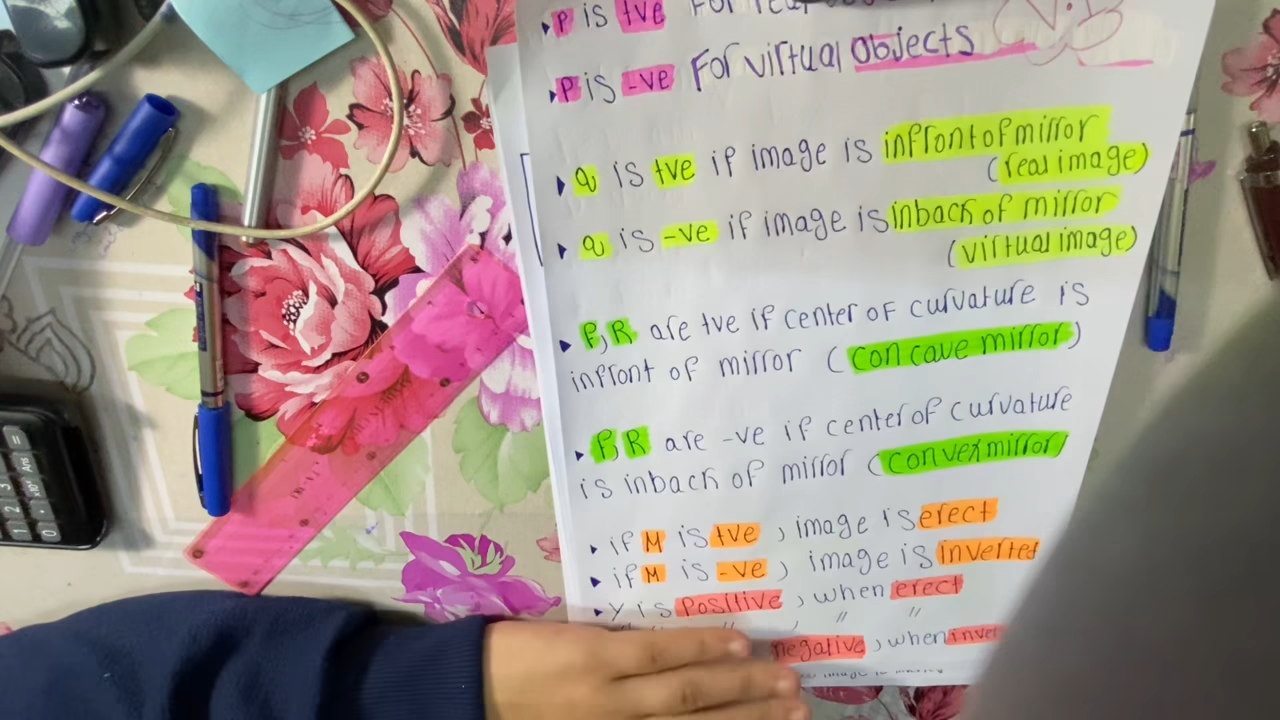 P is +ve For real
P is -ve For virtual objects
q is +ve if image is infront of mirror
(real image)
q is -ve if image is inback of mirror
(virtual image)
F, R are +ve if center of curvature is
infront of mirror (concave mirror)
F, R are -ve if center of curvature
is inback of mirror (convex mirror)
if M is +ve, image is erect
if M is -ve, image is inverted
Y is positive, when erect
negative, when inver